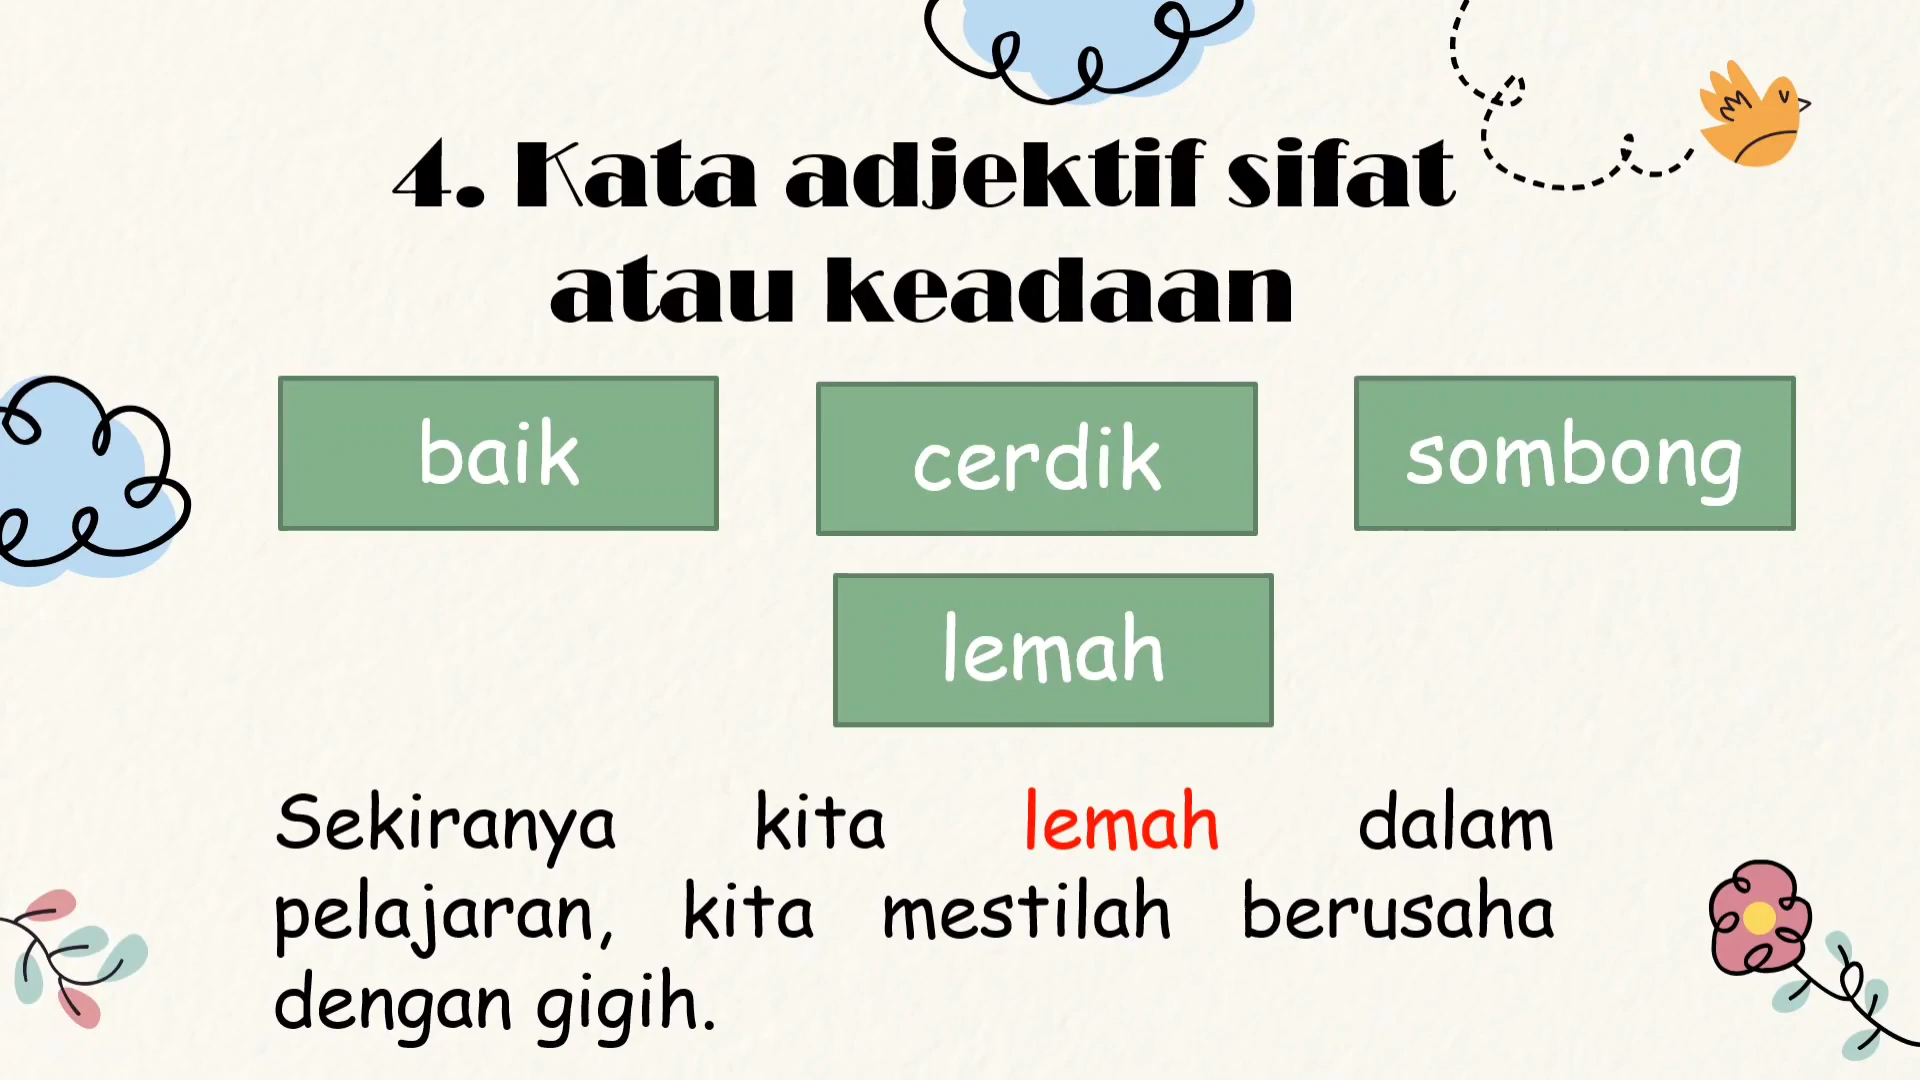 4. Kata adjektif sifat
atau keadaan
baik
cerdik
sombong
lemah
Sekiranya kita lemah dalam
pelajaran, kita mestilah berusaha
dengan gigih.